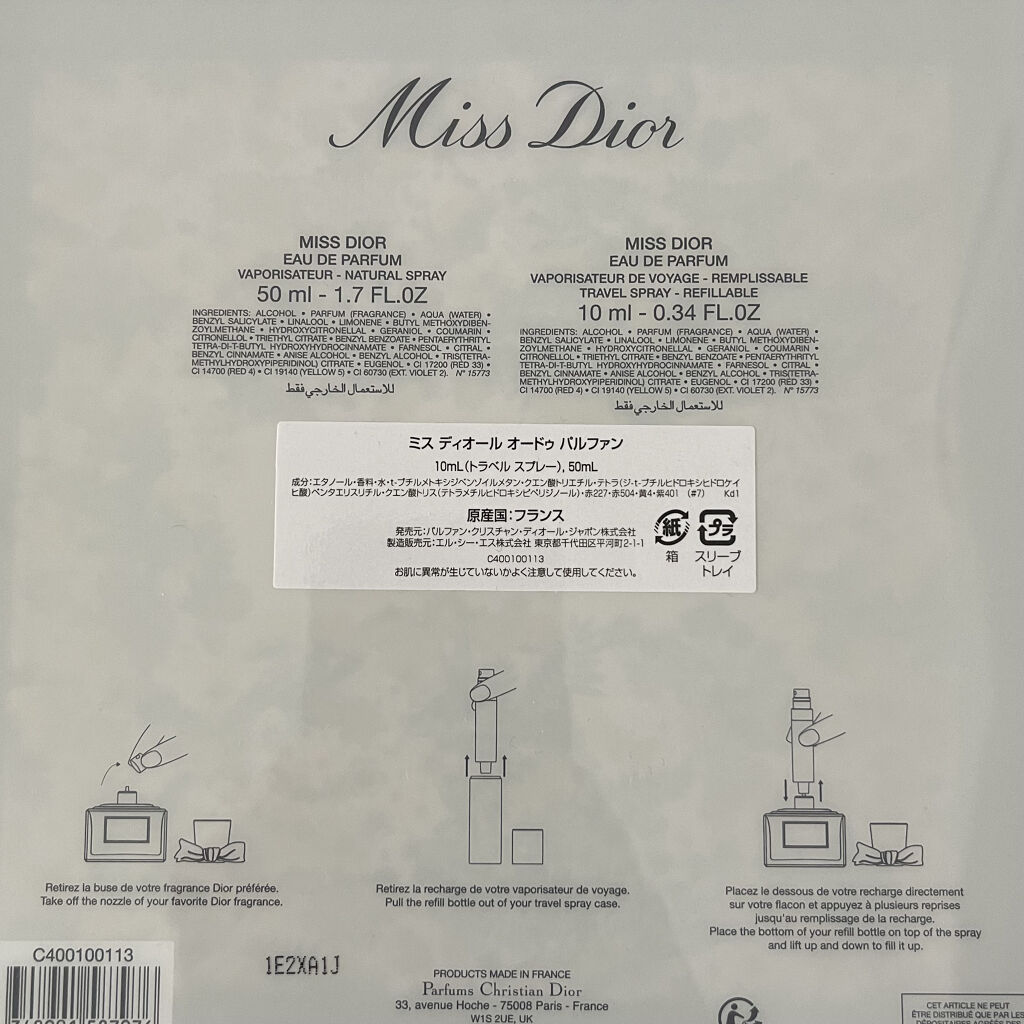 Miss Dior
MISS DIOR
EAU DE PARFUM
VAPORISATEUR - NATURAL SPRAY
50 ml - 1.7 FL.OZ
INGREDIENTS: ALCOHOL • PARFUM (FRAGRANCE) • AQUA (WATER) •
BENZYL SALICYLATE • LINALOOL • LIMONENE • BUTYL METHOXYDIBEN-
ZOYLMETHANE • HYDROXYCITRONELLAL • GERANIOL • COUMARIN •
CITRONELLOL • TRIETHYL CITRATE • BENZYL BENZOATE • PENTAERYTHRITYL
TETRA-DI-T-BUTYL HYDROXYHYDROCINNAMATE • FARNESOL • CITRAL •
BENZYL CINNAMATE • ANISE ALCOHOL • BENZYL ALCOHOL • TRIS(TETRA-
METHYLHYDROXYPIPERIDINOL) CITRATE • EUGENOL • CI 17200 (RED 33) •
CI 14700 (RED 4) • CI 19140 (YELLOW 5) • CI 60730 (EXT. VIOLET 2). N° 15773
للاستعمال الخارجي فقط
MISS DIOR
EAU DE PARFUM
VAPORISATEUR DE VOYAGE - REMPLISSABLE
TRAVEL SPRAY - REFILLABLE
10 ml - 0.34 FL.OZ
INGREDIENTS: ALCOHOL • PARFUM (FRAGRANCE) • AQUA (WATER) •
BENZYL SALICYLATE • LINALOOL • LIMONENE • BUTYL METHOXYDIBEN-
ZOYLMETHANE • HYDROXYCITRONELLAL • GERANIOL • COUMARIN •
CITRONELLOL • TRIETHYL CITRATE • BENZYL BENZOATE • PENTAERYTHRITYL
TETRA-DI-T-BUTYL HYDROXYHYDROCINNAMATE • FARNESOL • CITRAL •
BENZYL CINNAMATE • ANISE ALCOHOL • BENZYL ALCOHOL • TRIS(TETRA-
METHYLHYDROXYPIPERIDINOL) CITRATE • EUGENOL • CI 17200 (RED 33) •
CI 14700 (RED 4) • CI 19140 (YELLOW 5) • CI 60730 (EXT. VIOLET 2). N° 15773
للاستعمال الخارجي فقط
ミス ディオール オードゥ パルファン
10mL(トラベル スプレー), 50mL
成分:エタノール・香料・水・t-ブチルメトキシジベンゾイルメタン・クエン酸トリエチル・テトラ(ジ-t-ブチルヒドロキシヒドロケイ
ヒ酸)ペンタエリスリチル・クエン酸トリス(テトラメチルヒドロキシピペリジノール)・赤227・赤504・黄4・紫401 (#7) Kd1
原産国:フランス
発売元:パルファン・クリスチャン・ディオール・ジャポン株式会社
製造販売元:エル・シー・エス株式会社 東京都千代田区平河町2-1-1
C400100113
お肌に異常が生じていないかよく注意して使用してください。
紙
箱
プラ
スリーブ
トレイ
Retirez la buse de votre fragrance Dior préférée.
Take off the nozzle of your favorite Dior fragrance.
Retirez la recharge de votre vaporisateur de voyage.
Pull the refill bottle out of your travel spray case.
Placez le dessous de votre recharge directement
sur votre flacon et appuyez à plusieurs reprises
jusqu'au remplissage de la recharge.
Place the bottom of your refill bottle on top of the spray
and lift up and down to fill it up.
C400100113
1E2XA1J
PRODUCTS MADE IN FRANCE
Parfums Christian Dior
33, avenue Hoche - 75008 Paris - France
W1S 2UE, UK
CET ARTICLE NE PEUT
ÊTRE DISTRIBUÉ QUE PAR LES